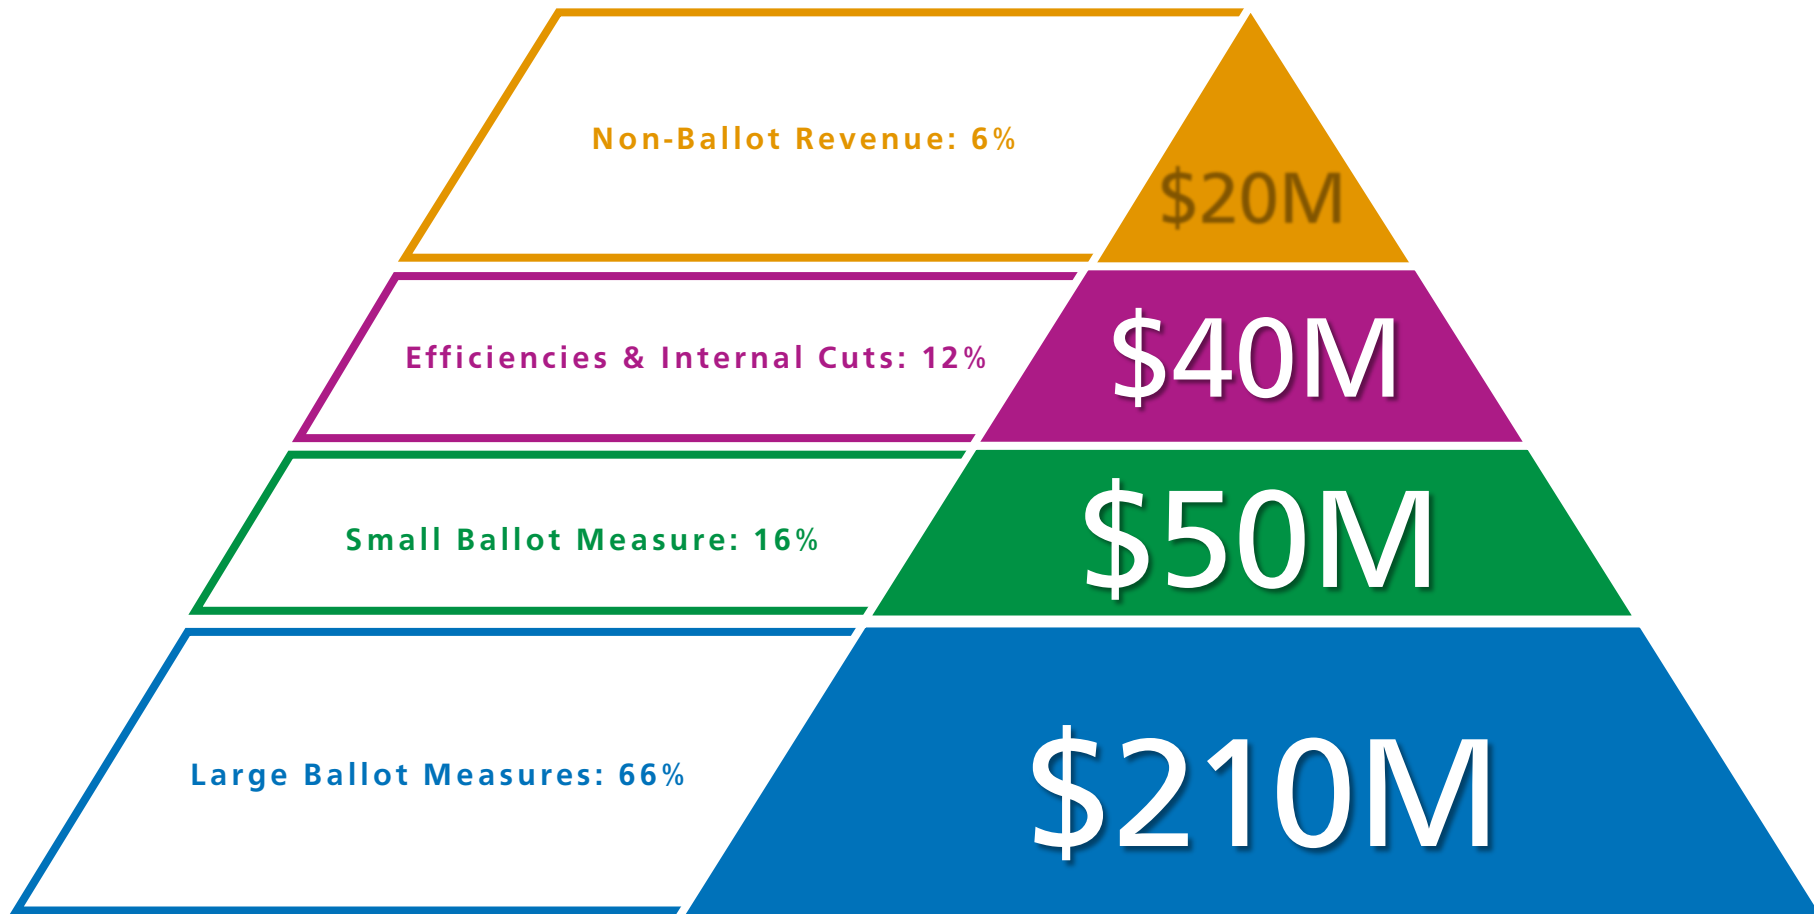 Non-Ballot Revenue: 6%
$20M
Efficiencies & Internal Cuts: 12%
$40M
Small Ballot Measure: 16%
$50M
Large Ballot Measures: 66%
$210M